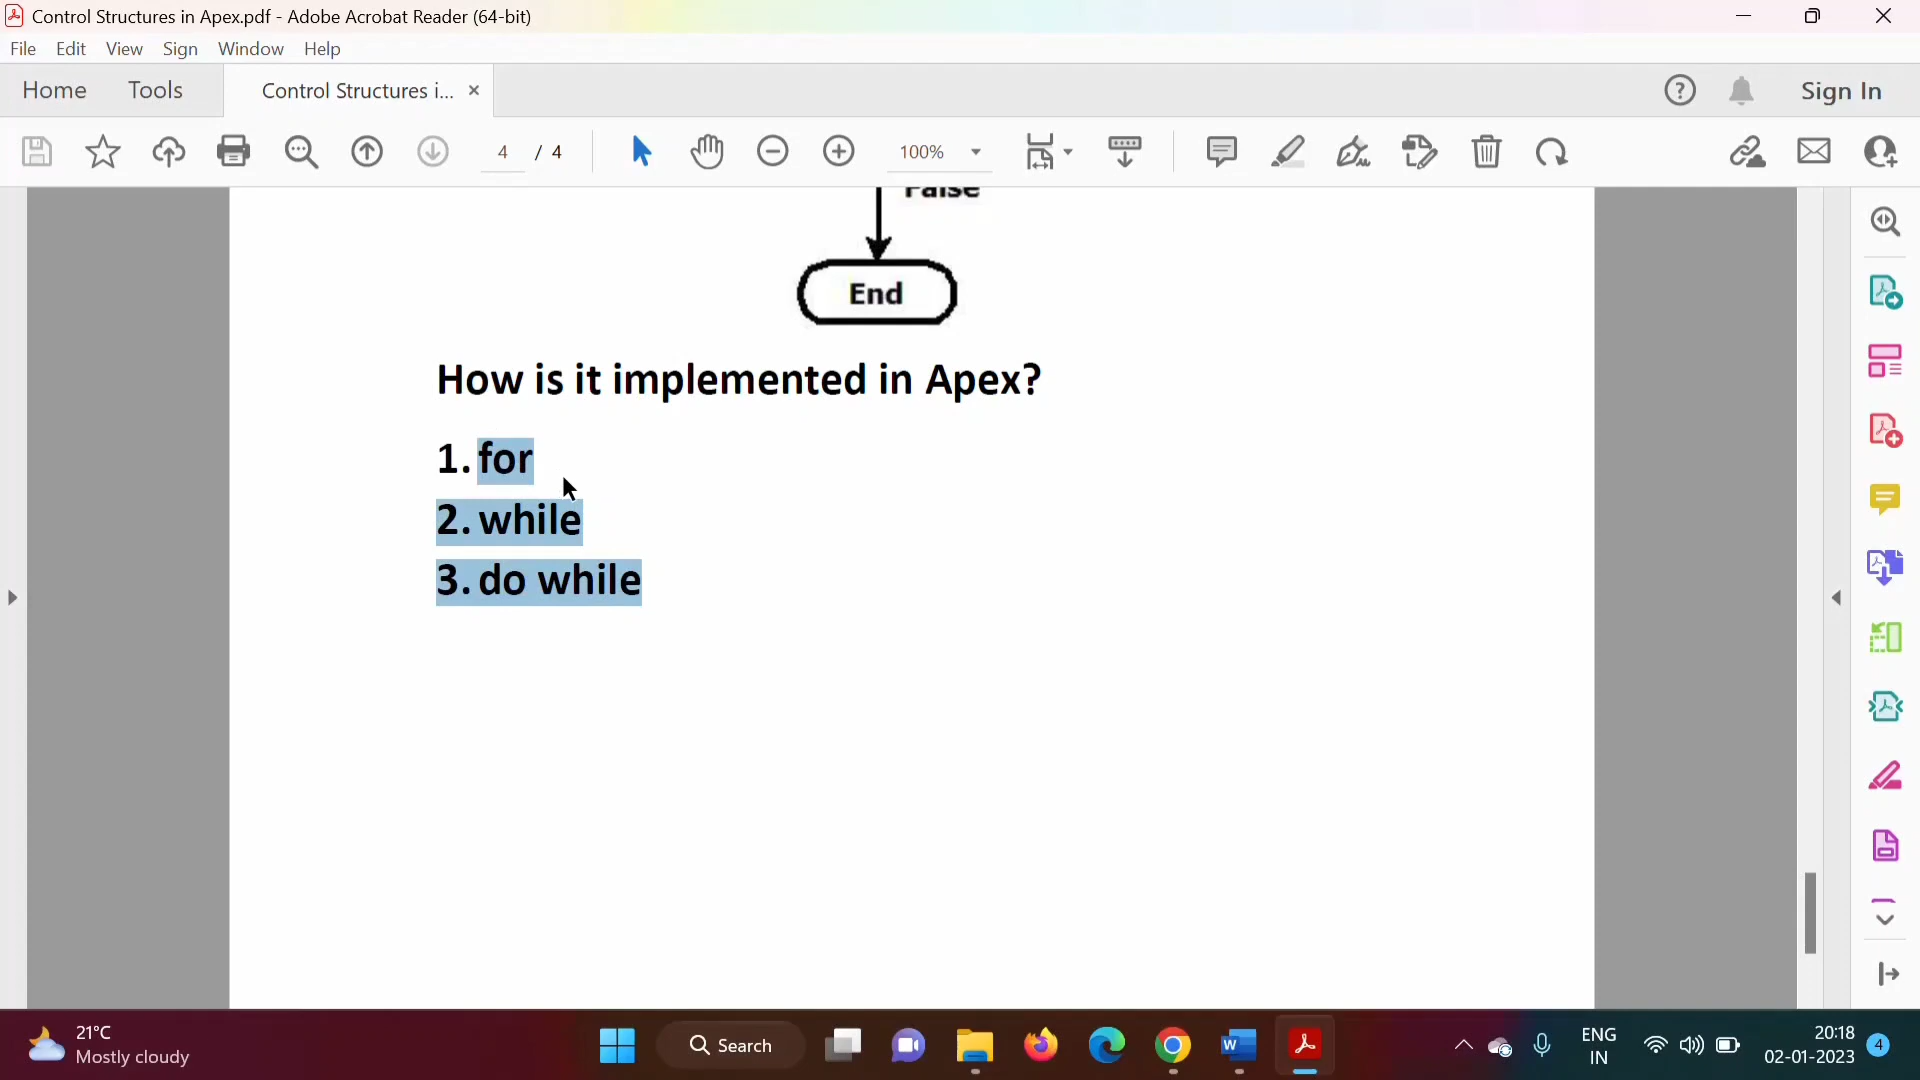 Control Structures in Apex.pdf - Adobe Acrobat Reader (64-bit)
File Edit View Sign Window Help
Home Tools Control Structures i... Sign In
4 / 4 100%
False
End
How is it implemented in Apex?
1. for
2. while
3. do while
21°C
Mostly cloudy
Search
ENG
IN
20:18
02-01-2023
4